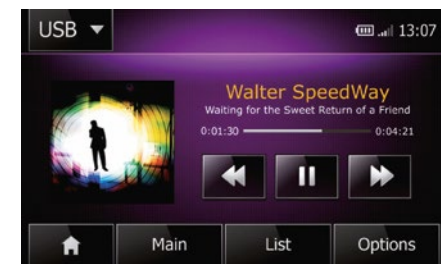 USB
13:07
Walter SpeedWay
Waiting for the Sweet Return of a Friend
0:01:30 0:04:21
Main List Options